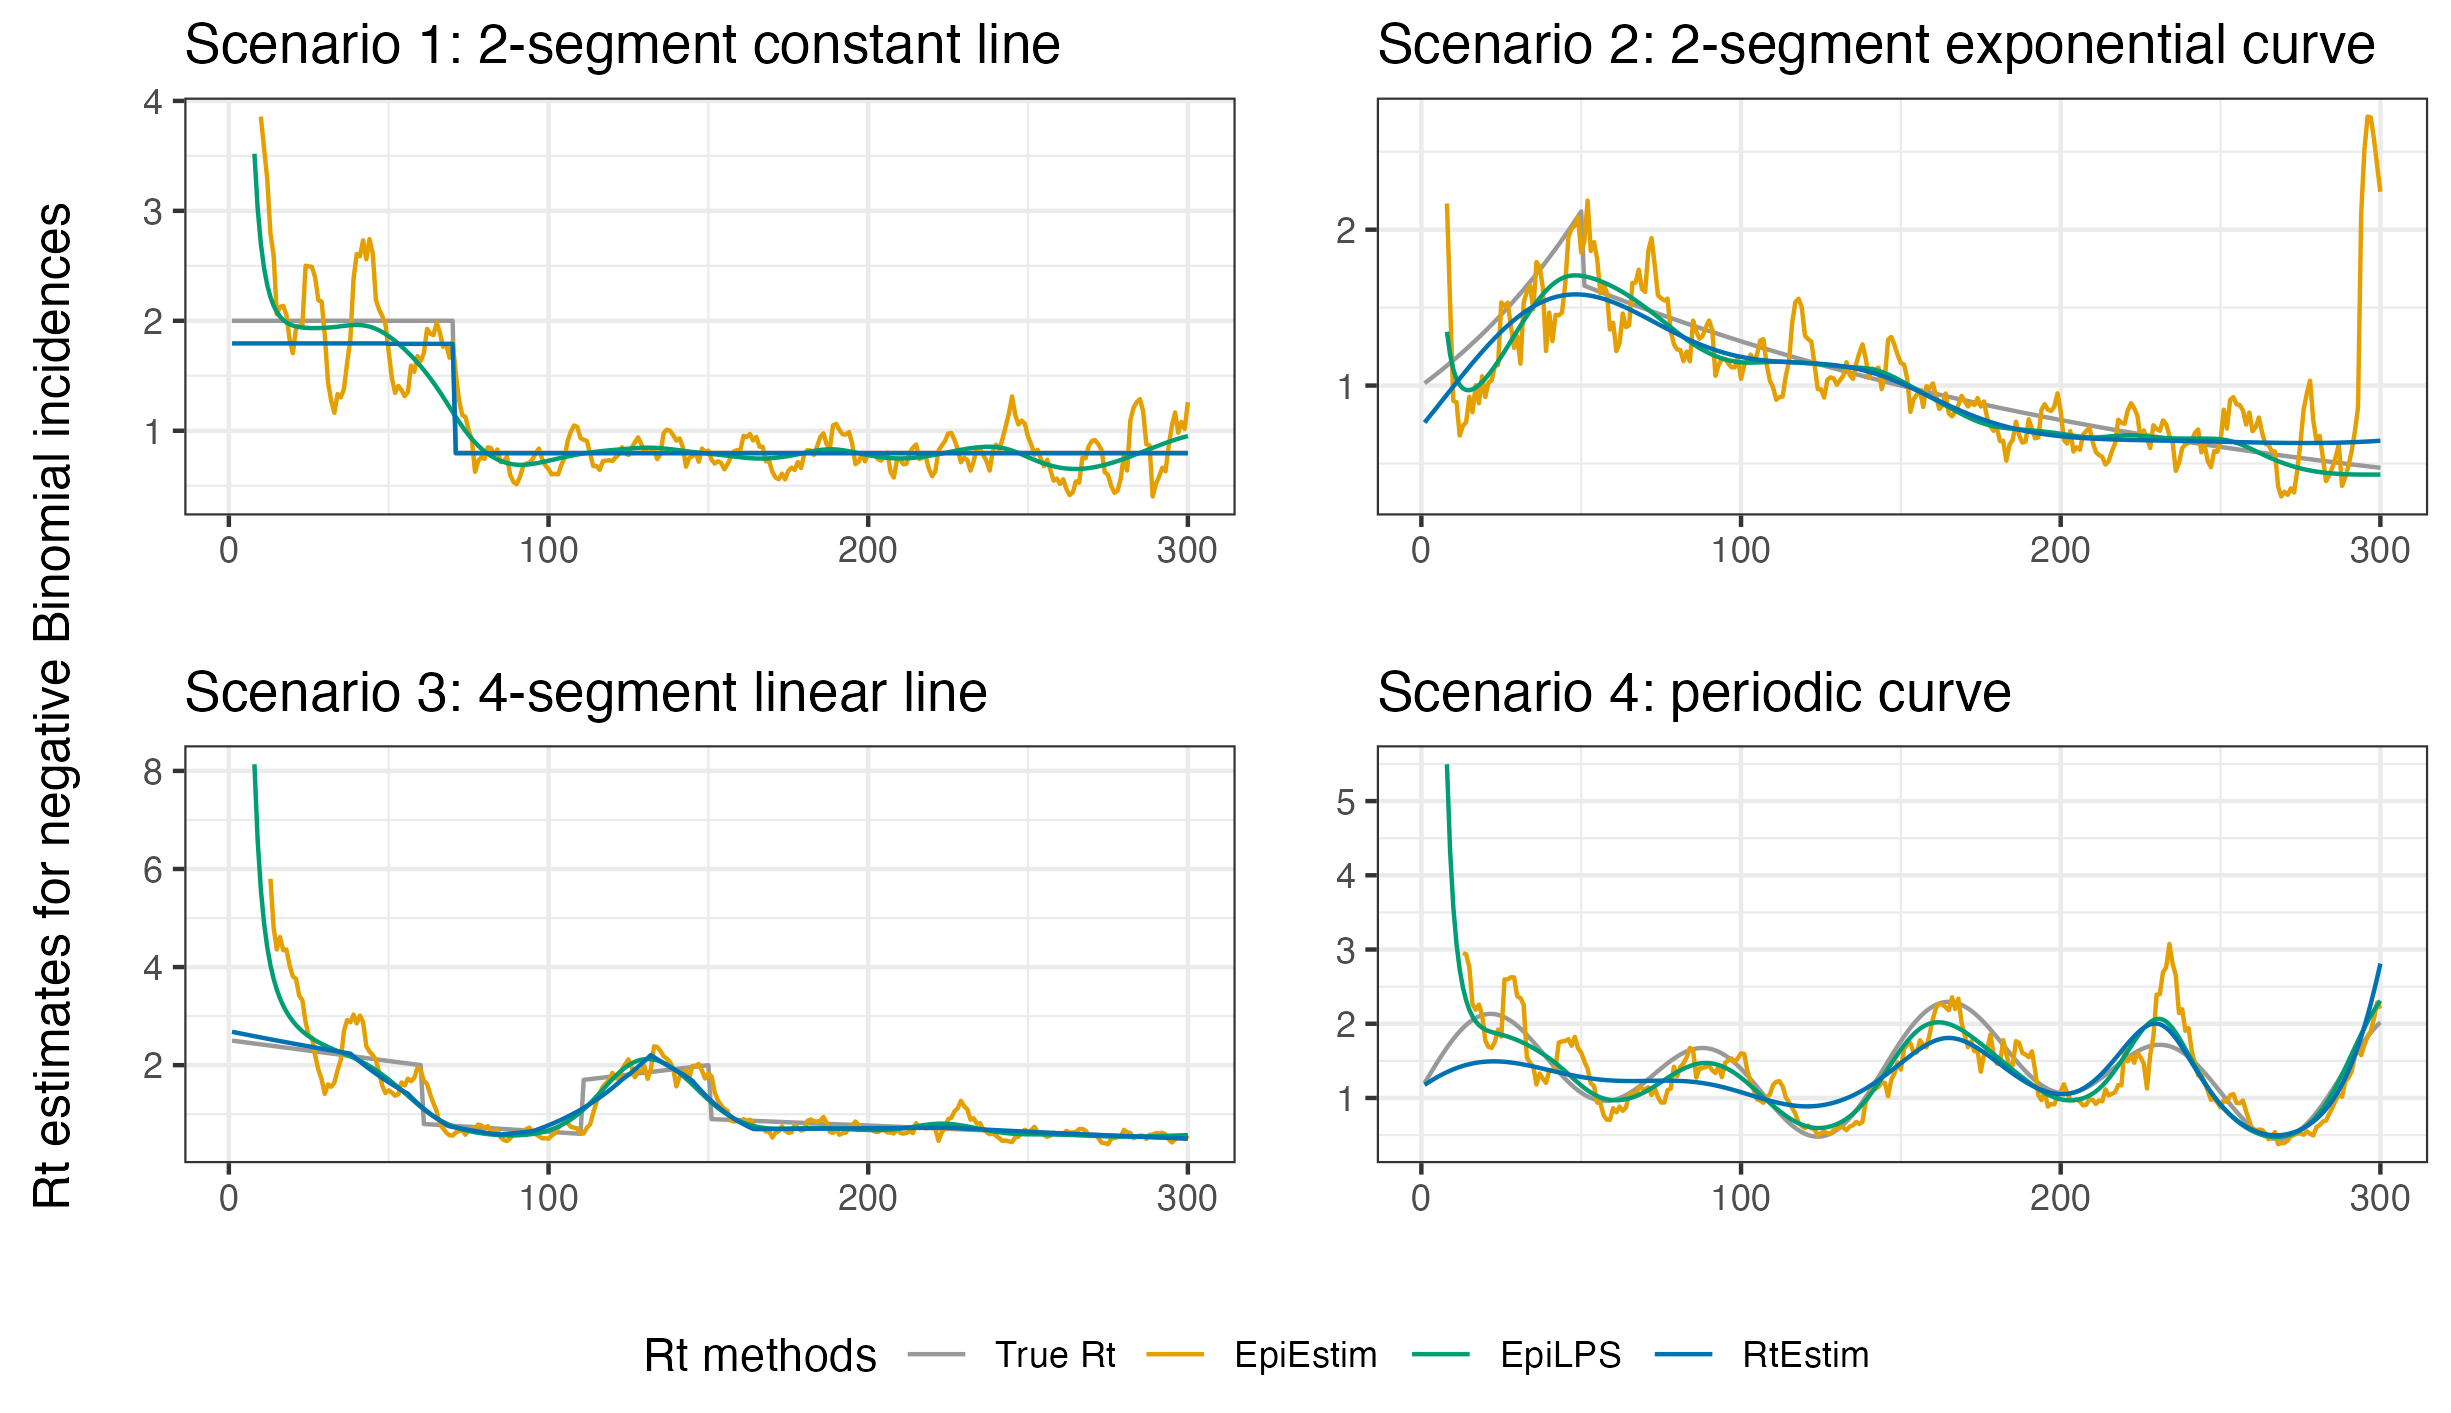 Rt estimates for negative Binomial incidences
Scenario 1: 2-segment constant line
4
3
2
1
0 100 200 300
Scenario 2: 2-segment exponential curve
2
1
0 100 200 300
Scenario 3: 4-segment linear line
8
6
4
2
0 100 200 300
Scenario 4: periodic curve
5
4
3
2
1
0 100 200 300
Rt methods True Rt EpiEstim EpiLPS RtEstim